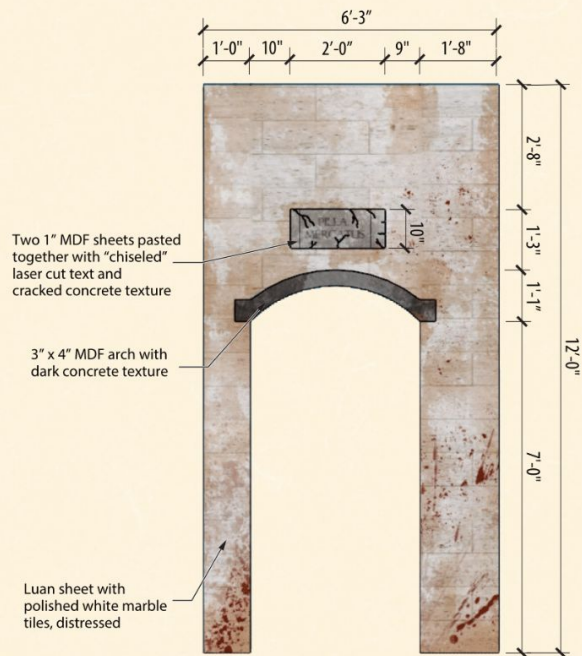 6'-3"
1'-0" 10" 2'-0" 9" 1'-8"
2'-8"
10"
1'-3"
1'-1"
12'-0"
7'-0"
Two 1" MDF sheets pasted
together with "chiseled"
laser cut text and
cracked concrete texture
3" x 4" MDF arch with
dark concrete texture
Luan sheet with
polished white marble
tiles, distressed
MERCATUS